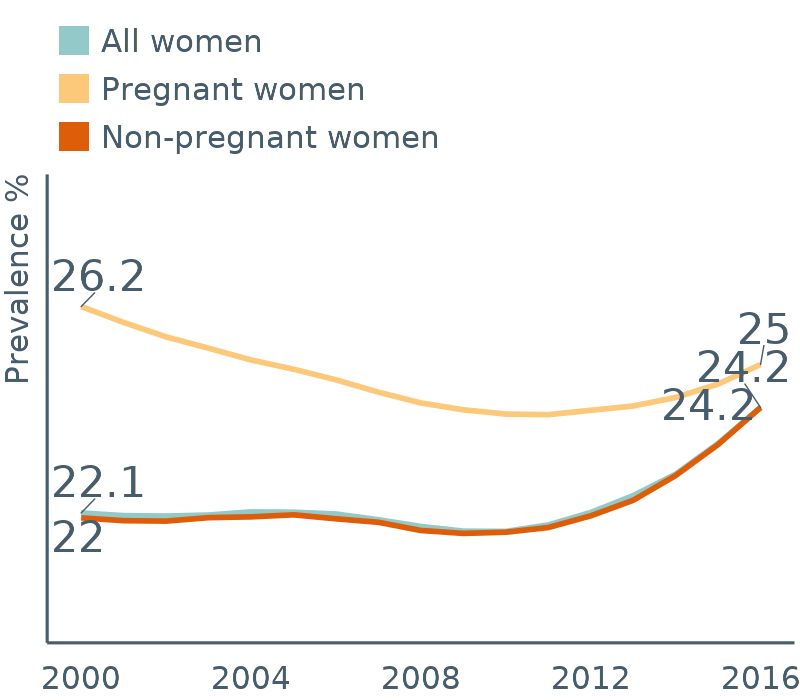 All women
Pregnant women
Non-pregnant women
Prevalence %
26.2
25
24.2
24.2
22.1
22
2000 2004 2008 2012 2016